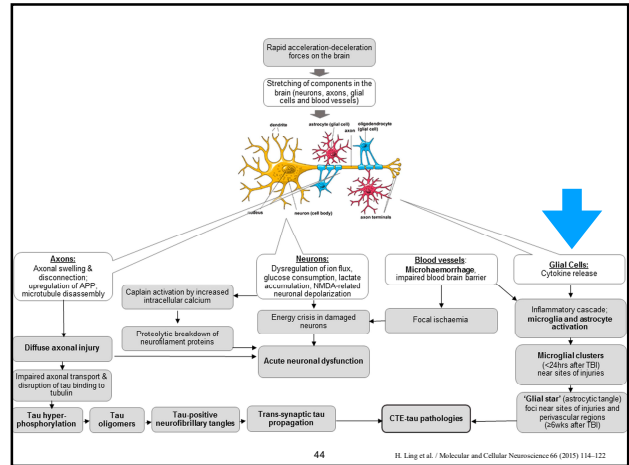 Rapid acceleration-deceleration
forces on the brain
Stretching of components in the
brain (neurons, axons, glial
cells and blood vessels)
dendrite
astrocyte (glial cell)
axon
oligodendrocyte
(glial cell)
neuron (cell body)
axon terminals
Axons:
Axonal swelling &
disconnection;
upregulation of APP,
microtubule disassembly
Neurons:
Dysregulation of ion flux,
glucose consumption, lactate
accumulation, NMDA-related
neuronal depolarization
Blood vessels:
Microhaemorrhage,
impaired blood brain barrier
Glial Cells:
Cytokine release
Caplain activation by increased
intracellular calcium
Energy crisis in damaged
neurons
Focal ischaemia
Inflammatory cascade;
microglia and astrocyte
activation
Proteolytic breakdown of
neurofilament proteins
Diffuse axonal injury
Acute neuronal dysfunction
Microglial clusters
(<24hrs after TBI)
near sites of injuries
Impaired axonal transport &
disruption of tau binding to
tubulin
'Glial star' (astrocytic tangle)
foci near sites of injuries and
perivascular regions
(≥6wks after TBI)
Tau hyper-
phosphorylation
Tau
oligomers
Tau-positive
neurofibrillary tangles
Trans-synaptic tau
propagation
CTE-tau pathologies
44
H. Ling et al. / Molecular and Cellular Neuroscience 66 (2015) 114–122